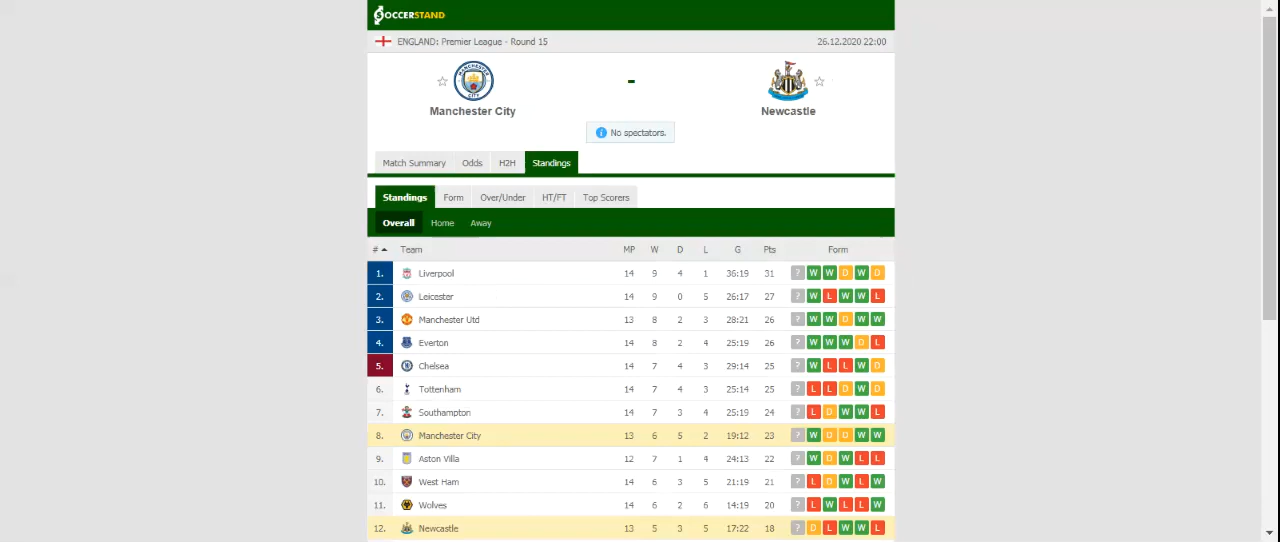 SOCCERSTAND
ENGLAND: Premier League - Round 15 26.12.2020 22:00
-
Manchester City Newcastle
No spectators.
Match Summary Odds H2H Standings
Standings Form Over/Under HT/FT Top Scorers
Overall Home Away
# Team MP W D L G Pts Form
1. Liverpool 14 9 4 1 36:19 31 ? W W D W D
2. Leicester 14 9 0 5 26:17 27 ? W L W W L
3. Manchester Utd 13 8 2 3 28:21 26 ? W W D W W
4. Everton 14 8 2 4 25:19 26 ? W W W D L
5. Chelsea 14 7 4 3 29:14 25 ? W L L W D
6. Tottenham 14 7 4 3 25:14 25 ? L L D W D
7. Southampton 14 7 3 4 25:19 24 ? L D W W L
8. Manchester City 13 6 5 2 19:12 23 ? W D D W W
9. Aston Villa 12 7 1 4 24:13 22 ? W D W L L
10. West Ham 14 6 3 5 21:19 21 ? L D W L W
11. Wolves 14 6 2 6 14:19 20 ? L W L L W
12. Newcastle 13 5 3 5 17:22 18 ? D L W W L